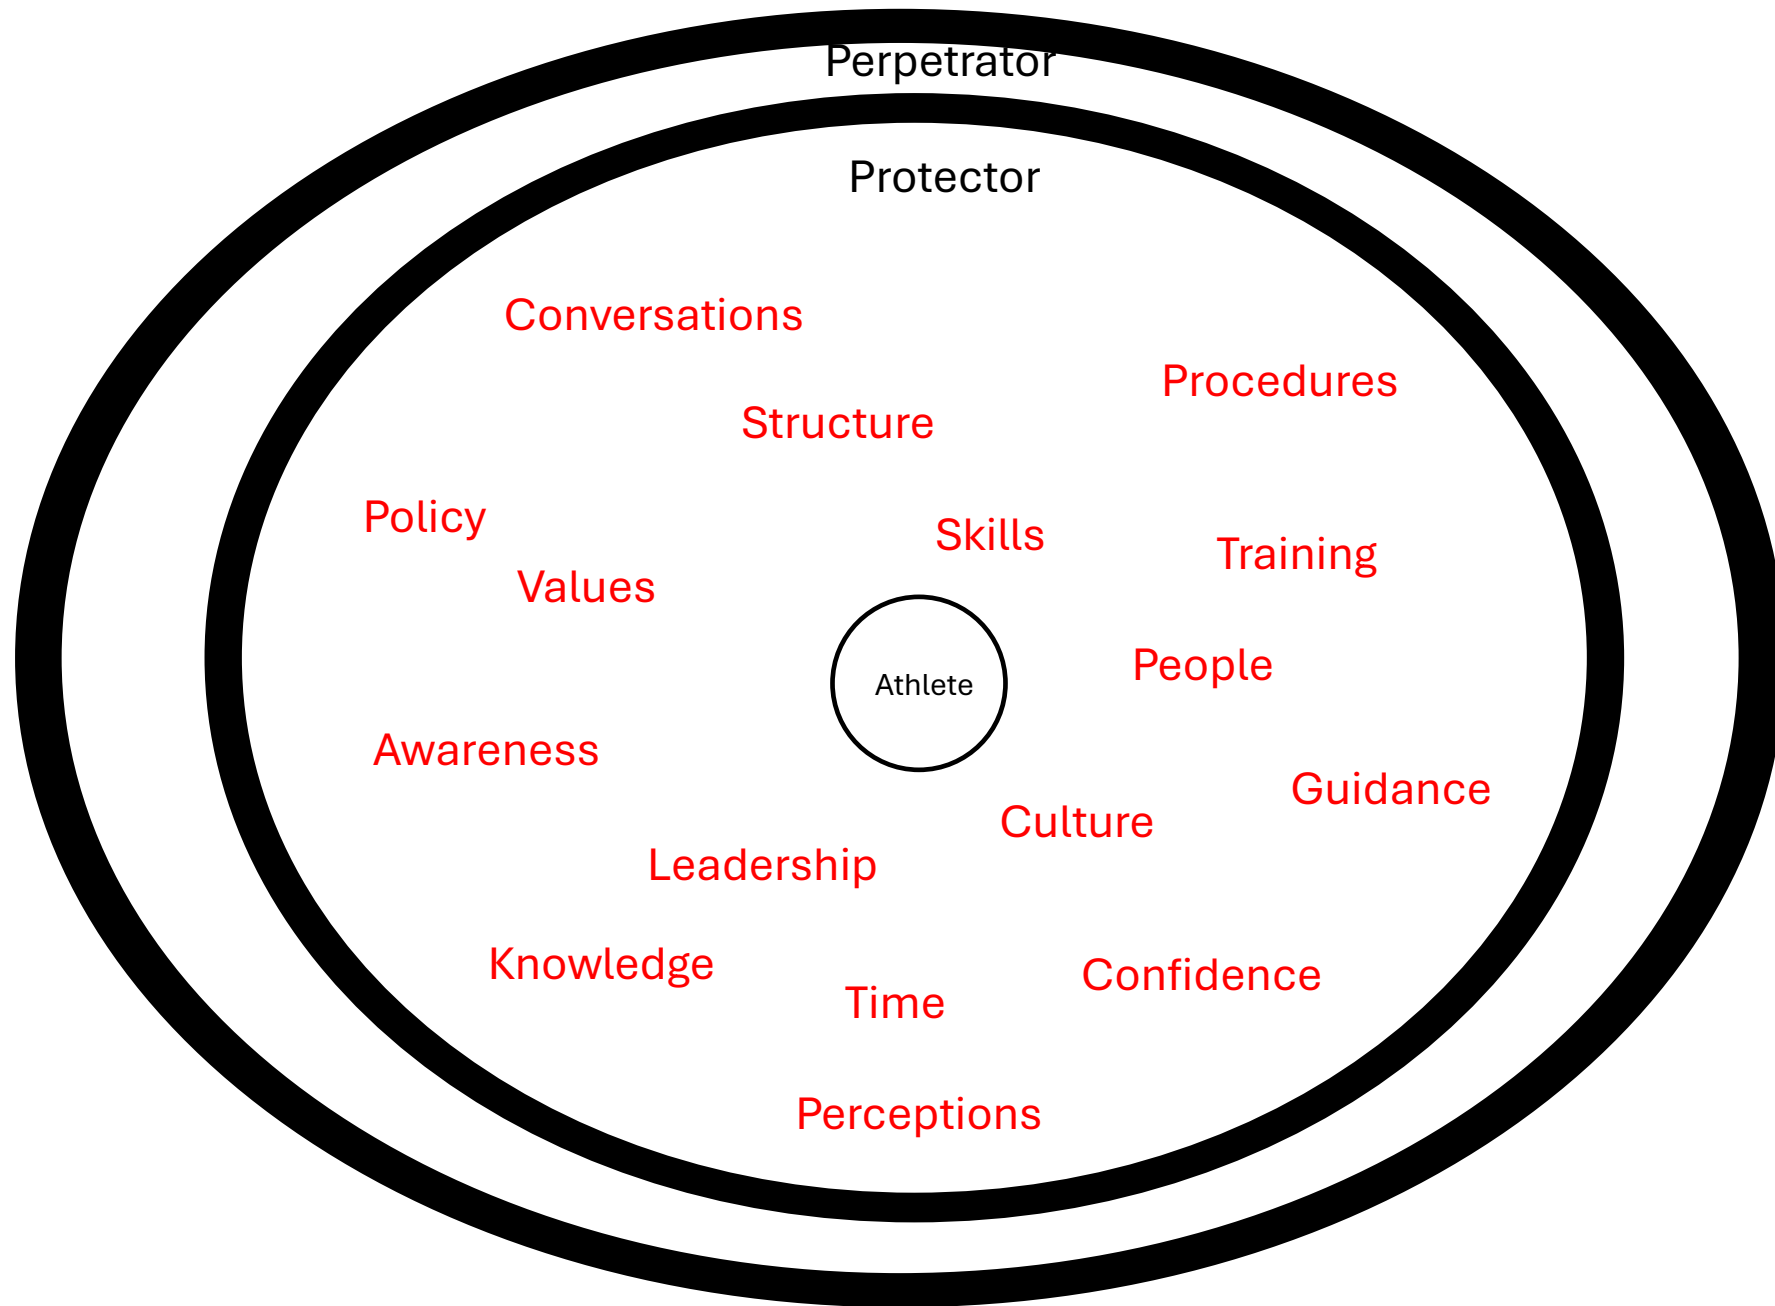 Perpetrator
Protector
Conversations
Procedures
Structure
Policy
Skills
Training
Values
People
Athlete
Awareness
Guidance
Culture
Leadership
Knowledge
Confidence
Time
Perceptions